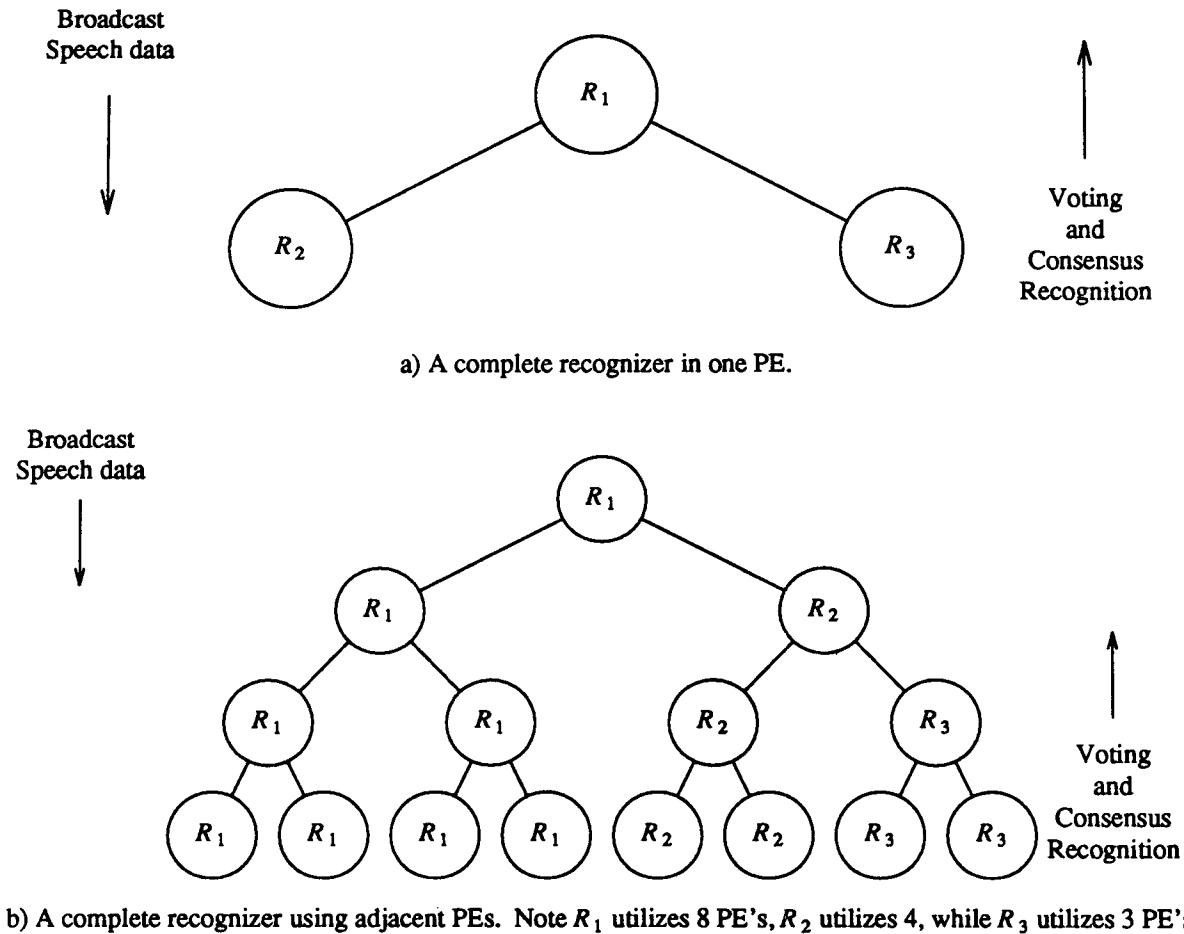 Broadcast
Speech data
R1
R2
R3
Voting
and
Consensus
Recognition
a) A complete recognizer in one PE.
Broadcast
Speech data
R1
R1 R2
R1 R1 R2 R3
R1 R1 R1 R1 R2 R2 R3 R3
Voting
and
Consensus
Recognition
b) A complete recognizer using adjacent PEs. Note R1 utilizes 8 PE's, R2 utilizes 4, while R3 utilizes 3 PE's